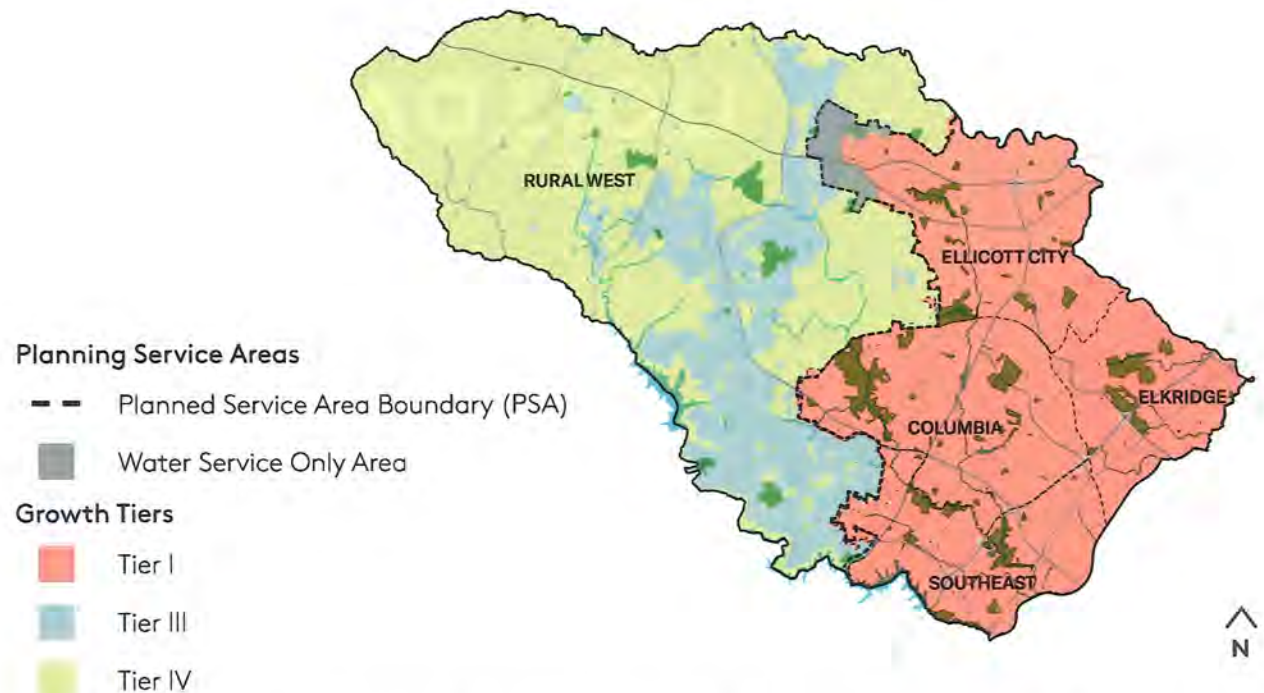 RURAL WEST
ELLICOTT CITY
ELKRIDGE
COLUMBIA
SOUTHEAST
Planning Service Areas
Planned Service Area Boundary (PSA)
Water Service Only Area
Growth Tiers
Tier I
Tier III
Tier IV
N